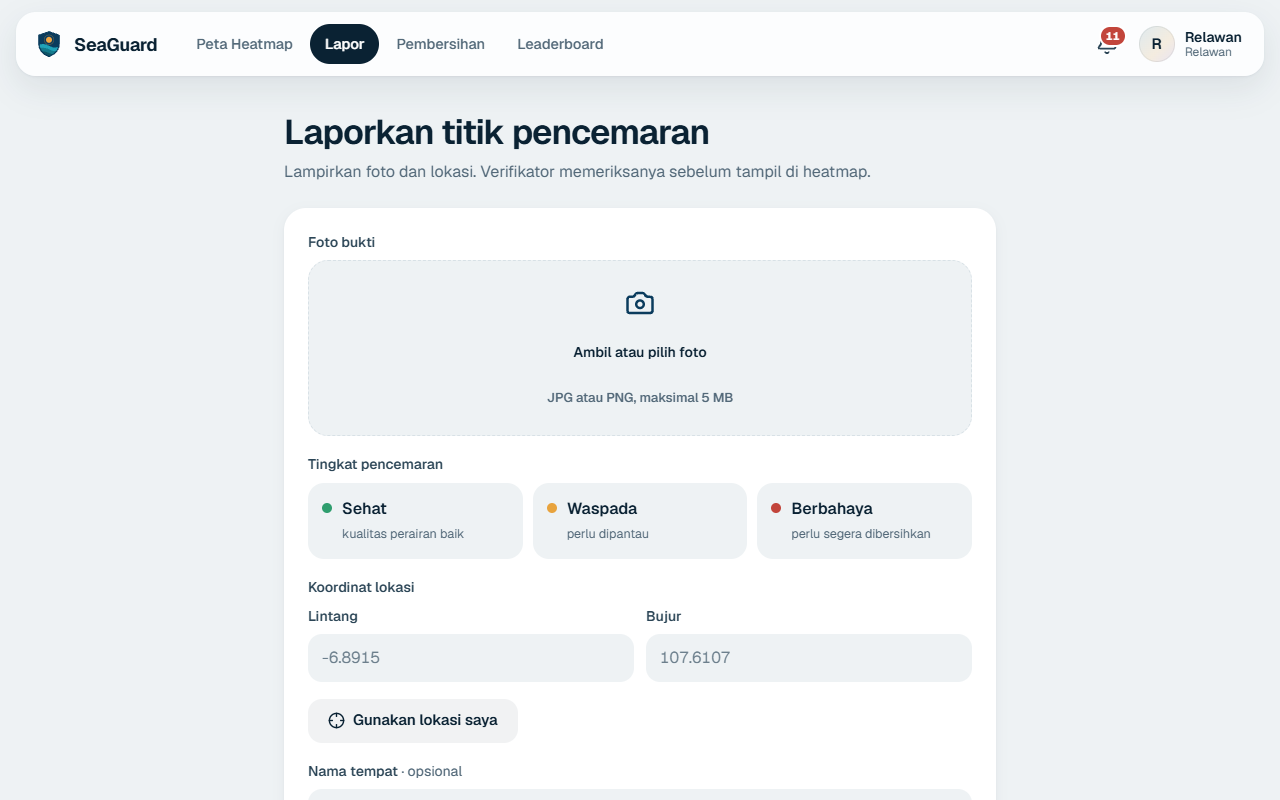 SeaGuard
Peta Heatmap
Lapor
Pembersihan
Leaderboard
11
R
Relawan
Relawan
Laporkan titik pencemaran
Lampirkan foto dan lokasi. Verifikator memeriksanya sebelum tampil di heatmap.
Foto bukti
Ambil atau pilih foto
JPG atau PNG, maksimal 5 MB
Tingkat pencemaran
Sehat
kualitas perairan baik
Waspada
perlu dipantau
Berbahaya
perlu segera dibersihkan
Koordinat lokasi
Lintang
Bujur
-6.8915
107.6107
Gunakan lokasi saya
Nama tempat · opsional